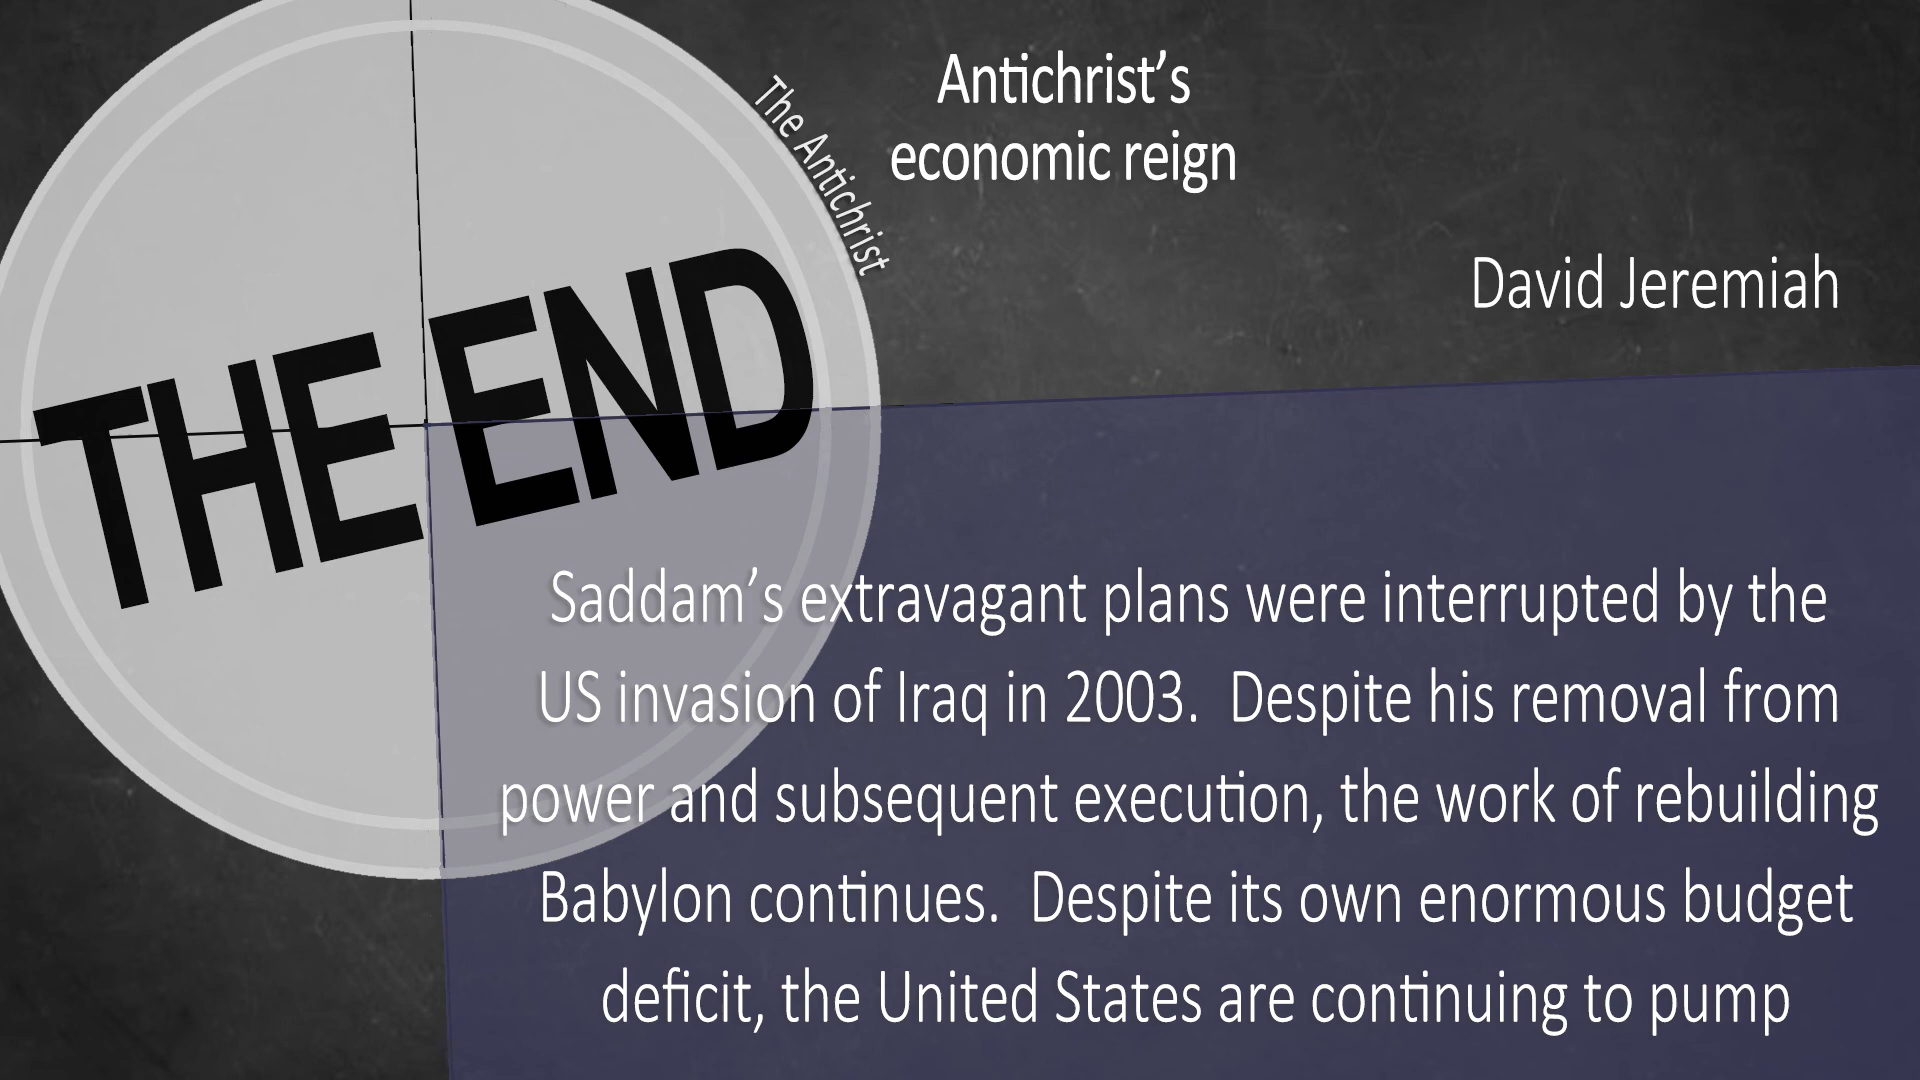 The Antichrist
Antichrist’s
economic reign
David Jeremiah
THE END
Saddam’s extravagant plans were interrupted by the
US invasion of Iraq in 2003.  Despite his removal from
power and subsequent execution, the work of rebuilding
Babylon continues.  Despite its own enormous budget
deficit, the United States are continuing to pump